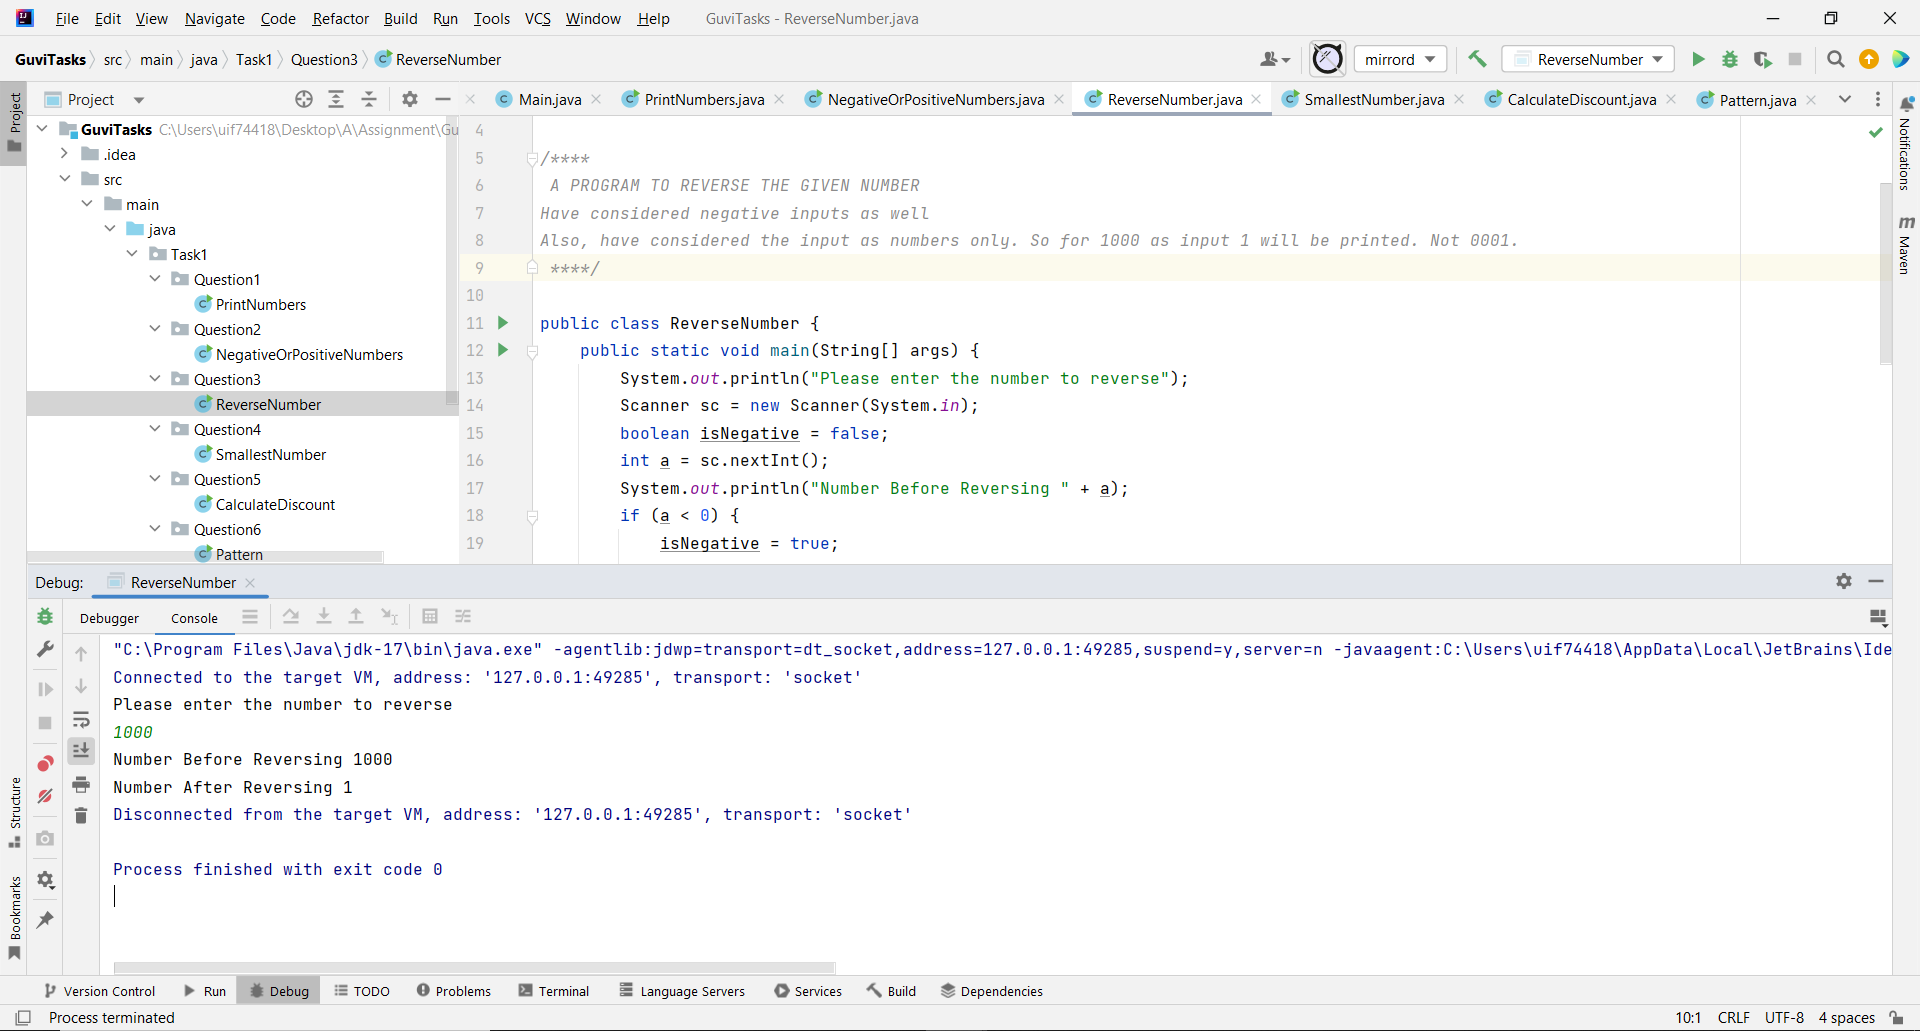 File Edit View Navigate Code Refactor Build Run Tools VCS Window Help GuviTasks - ReverseNumber.java
GuviTasks src main java Task1 Question3 ReverseNumber mirrord ReverseNumber
Project Main.java PrintNumbers.java NegativeOrPositiveNumbers.java ReverseNumber.java SmallestNumber.java CalculateDiscount.java Pattern.java
Project
GuviTasks C:\Users\uif74418\Desktop\A\Assignment\Gu
.idea
src
main
java
Task1
Question1
PrintNumbers
Question2
NegativeOrPositiveNumbers
Question3
ReverseNumber
Question4
SmallestNumber
Question5
CalculateDiscount
Question6
Pattern
4
5 /****
6 A PROGRAM TO REVERSE THE GIVEN NUMBER
7 Have considered negative inputs as well
8 Also, have considered the input as numbers only. So for 1000 as input 1 will be printed. Not 0001.
9 ****/
10
11 public class ReverseNumber {
12 public static void main(String[] args) {
13 System.out.println("Please enter the number to reverse");
14 Scanner sc = new Scanner(System.in);
15 boolean isNegative = false;
16 int a = sc.nextInt();
17 System.out.println("Number Before Reversing " + a);
18 if (a < 0) {
19 isNegative = true;
Notifications
Maven
Debug: ReverseNumber
Debugger Console
"C:\Program Files\Java\jdk-17\bin\java.exe" -agentlib:jdwp=transport=dt_socket,address=127.0.0.1:49285,suspend=y,server=n -javaagent:C:\Users\uif74418\AppData\Local\JetBrains\Ide
Connected to the target VM, address: '127.0.0.1:49285', transport: 'socket'
Please enter the number to reverse
1000
Number Before Reversing 1000
Number After Reversing 1
Disconnected from the target VM, address: '127.0.0.1:49285', transport: 'socket'
Process finished with exit code 0
Structure
Bookmarks
Version Control Run Debug TODO Problems Terminal Language Servers Services Build Dependencies
Process terminated 10:1 CRLF UTF-8 4 spaces